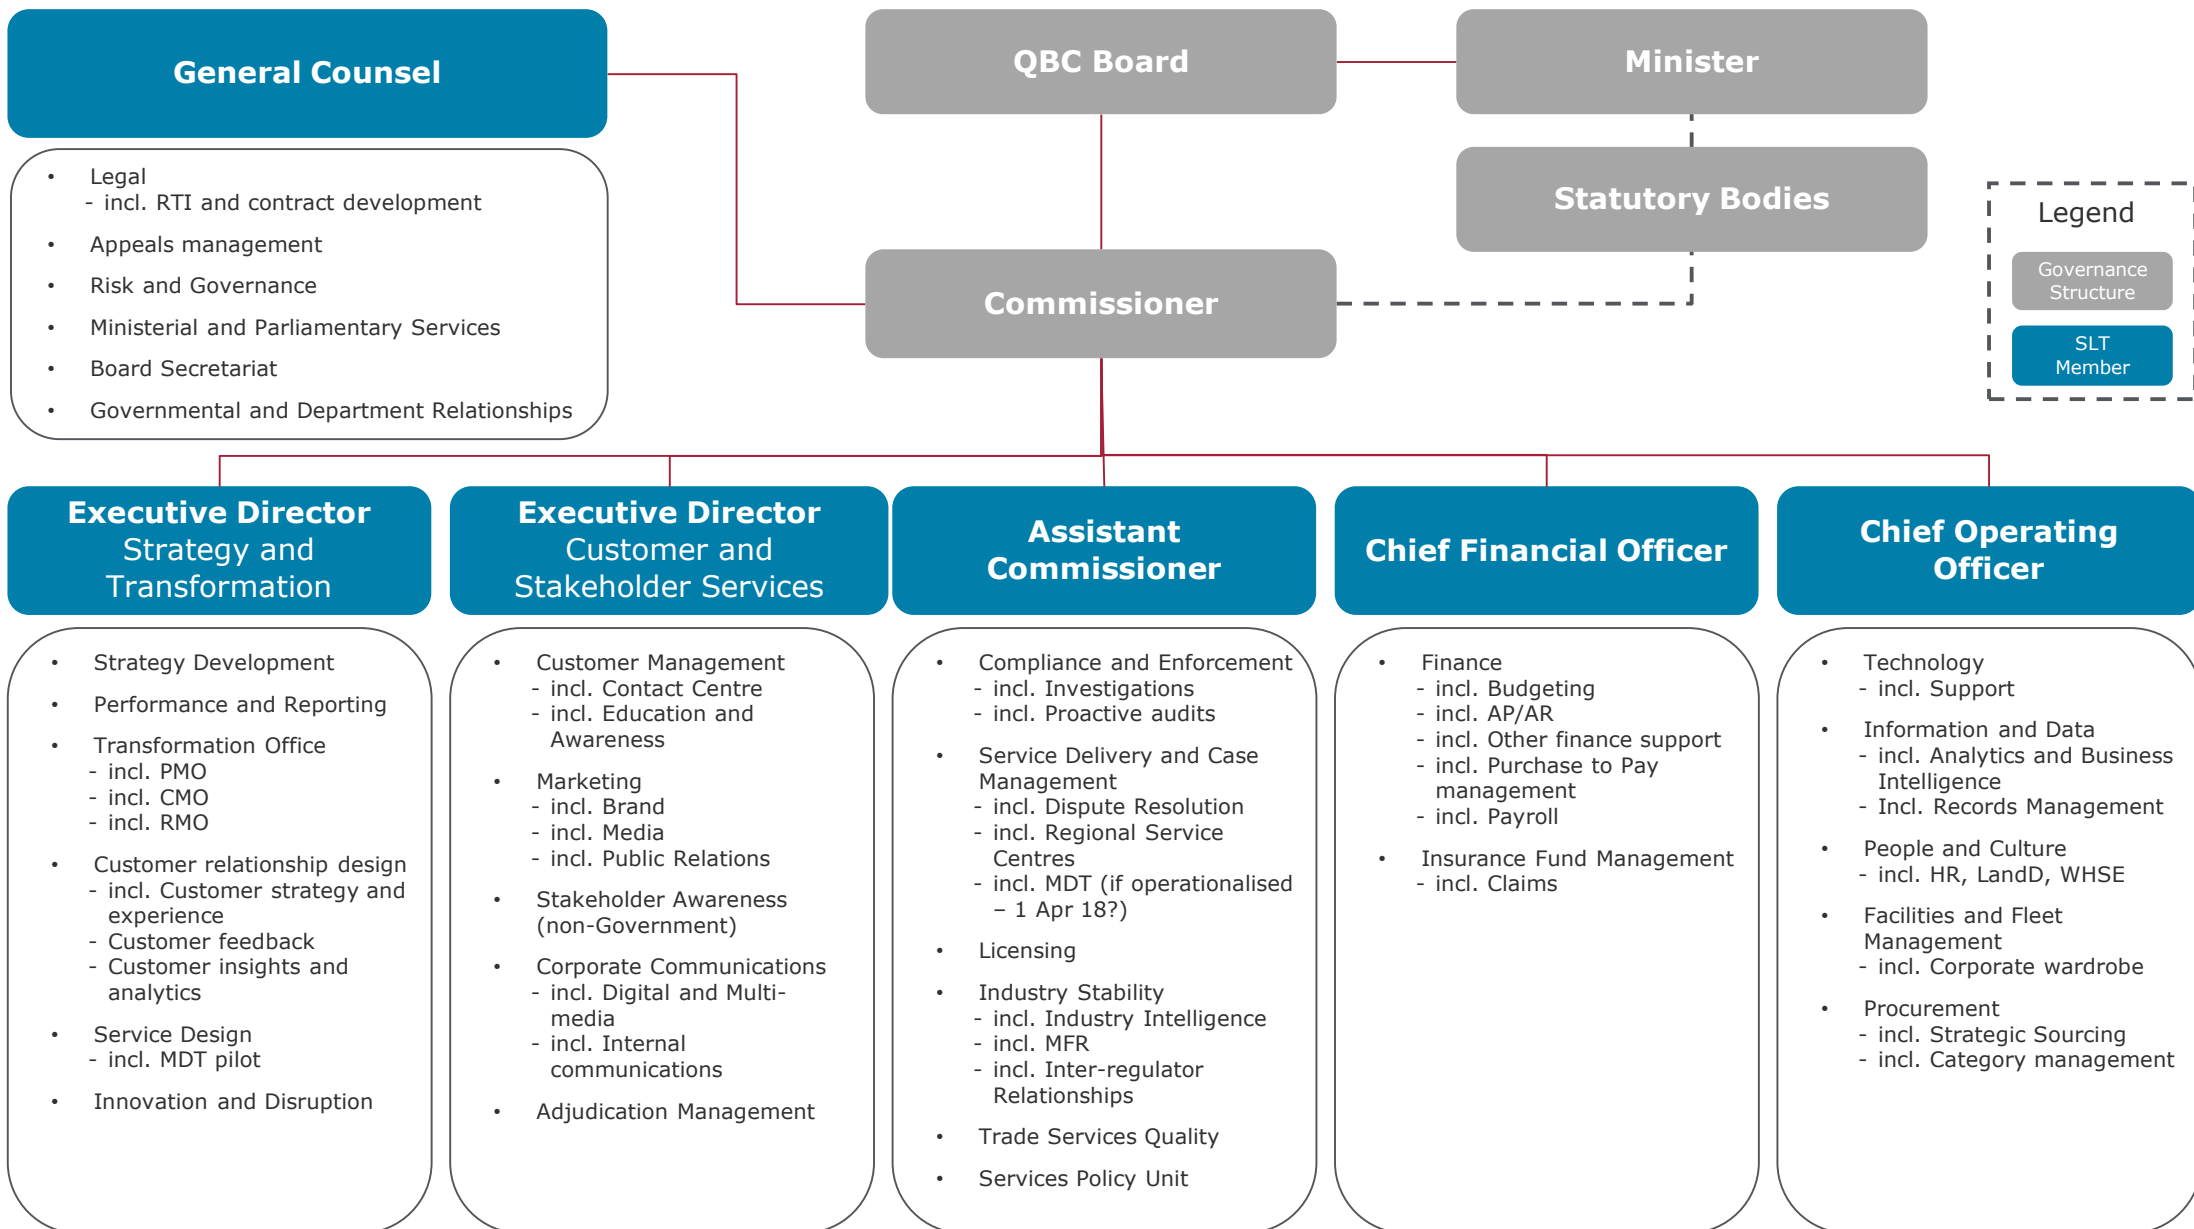 General Counsel
QBC Board
Minister
• Legal
- incl. RTI and contract development
• Appeals management
• Risk and Governance
• Ministerial and Parliamentary Services
• Board Secretariat
• Governmental and Department Relationships
Statutory Bodies
Commissioner
Legend
Governance
Structure
SLT
Member
Executive Director
Strategy and
Transformation
• Strategy Development
• Performance and Reporting
• Transformation Office
- incl. PMO
- incl. CMO
- incl. RMO
• Customer relationship design
- incl. Customer strategy and
experience
- Customer feedback
- Customer insights and
analytics
• Service Design
- incl. MDT pilot
• Innovation and Disruption
Executive Director
Customer and
Stakeholder Services
• Customer Management
- incl. Contact Centre
- incl. Education and
Awareness
• Marketing
- incl. Brand
- incl. Media
- incl. Public Relations
• Stakeholder Awareness
(non-Government)
• Corporate Communications
- incl. Digital and Multi-
media
- incl. Internal
communications
• Adjudication Management
Assistant
Commissioner
• Compliance and Enforcement
- incl. Investigations
- incl. Proactive audits
• Service Delivery and Case
Management
- incl. Dispute Resolution
- incl. Regional Service
Centres
- incl. MDT (if operationalised
– 1 Apr 18?)
• Licensing
• Industry Stability
- incl. Industry Intelligence
- incl. MFR
- incl. Inter-regulator
Relationships
• Trade Services Quality
• Services Policy Unit
Chief Financial Officer
• Finance
- incl. Budgeting
- incl. AP/AR
- incl. Other finance support
- incl. Purchase to Pay
management
- incl. Payroll
• Insurance Fund Management
- incl. Claims
Chief Operating
Officer
• Technology
- incl. Support
• Information and Data
- incl. Analytics and Business
Intelligence
- Incl. Records Management
• People and Culture
- incl. HR, LandD, WHSE
• Facilities and Fleet
Management
- incl. Corporate wardrobe
• Procurement
- incl. Strategic Sourcing
- incl. Category management